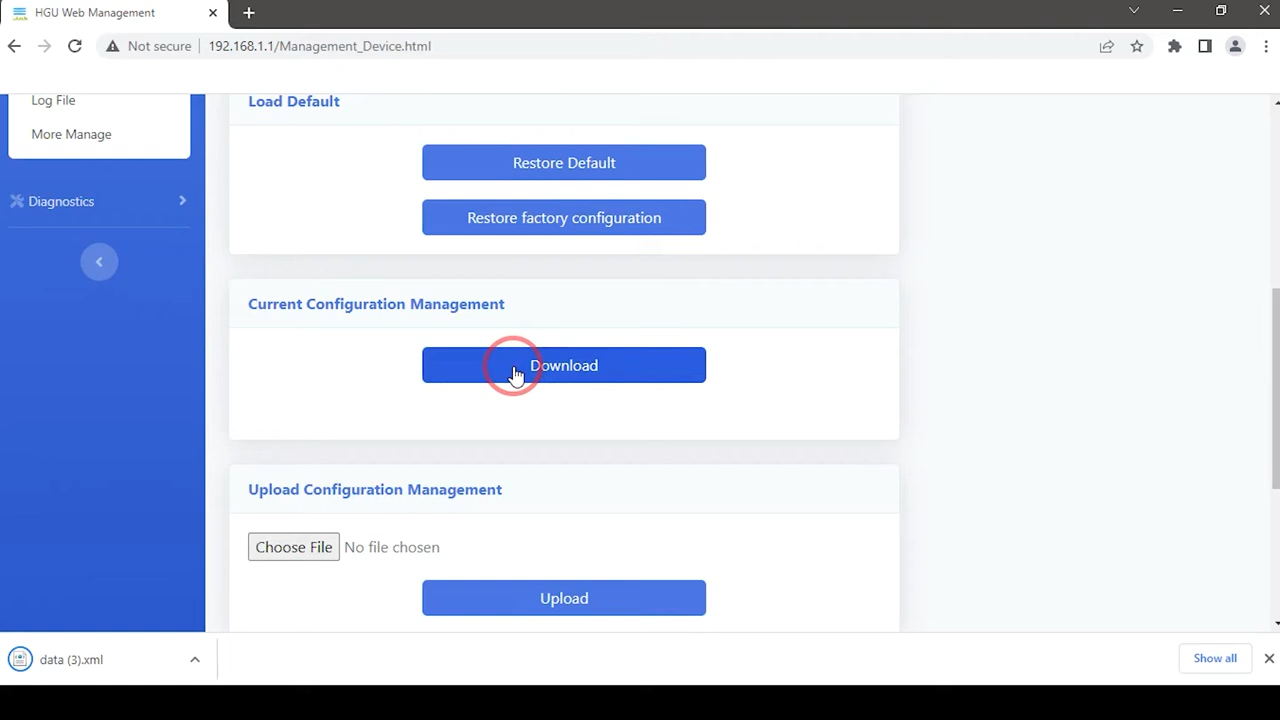 HGU Web Management
Not secure
192.168.1.1/Management_Device.html
Log File
More Manage
Diagnostics
Load Default
Restore Default
Restore factory configuration
Current Configuration Management
Download
Upload Configuration Management
Choose File No file chosen
Upload
data (3).xml
Show all